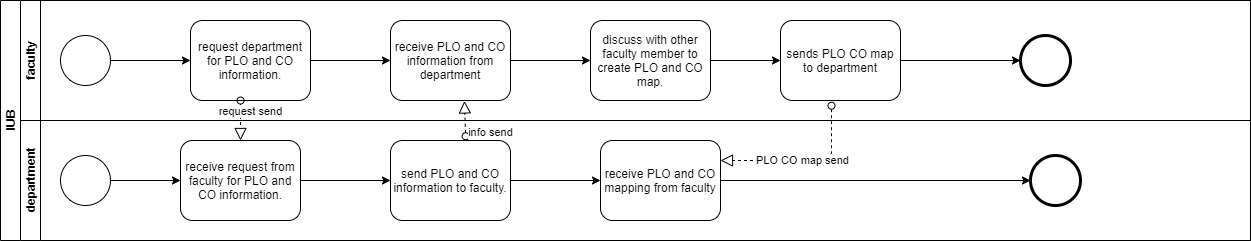 IUB
faculty
request department
for PLO and CO
information.
receive PLO and CO
information from
department
discuss with other
faculty member to
create PLO and CO
map.
sends PLO CO map
to department
request send
info send
PLO CO map send
department
receive request from
faculty for PLO and
CO information.
send PLO and CO
information to faculty.
receive PLO and CO
mapping from faculty